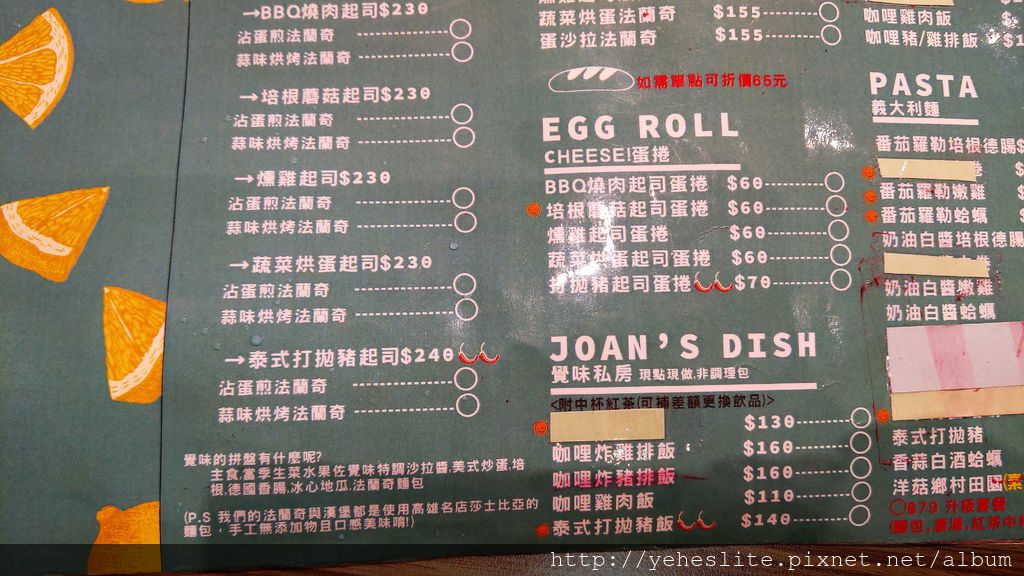 →BBQ燒肉起司$230
沾蛋煎法蘭奇
蒜味烘烤法蘭奇
→培根蘑菇起司$230
沾蛋煎法蘭奇
蒜味烘烤法蘭奇
→燻雞起司$230
沾蛋煎法蘭奇
蒜味烘烤法蘭奇
→蔬菜烘蛋起司$230
沾蛋煎法蘭奇
蒜味烘烤法蘭奇
→泰式打拋豬起司$240
沾蛋煎法蘭奇
蒜味烘烤法蘭奇
覺味的拼盤有什麼呢?
主食,當季生菜水果佐覺味特調沙拉醬,美式炒蛋,培
根,德國香腸,冰心地瓜,法蘭奇麵包
(P.S 我們的法蘭奇與漢堡都是使用高雄名店莎士比亞的
麵包，手工無添加物且口感美味唷!)
蔬菜烘蛋法蘭奇 $155
蛋沙拉法蘭奇 $155
如需單點可折價65元
EGG ROLL
CHEESE!蛋捲
BBQ燒肉起司蛋捲 $60
培根蘑菇起司蛋捲 $60
燻雞起司蛋捲 $60
蔬菜烘蛋起司蛋捲 $60
打拋豬起司蛋捲 $70
JOAN'S DISH
覺味私房 現點現做,非調理包
<附中杯紅茶(可補差額更換飲品)>
$130
咖哩炸雞排飯 $160
咖哩炸豬排飯 $160
咖哩雞肉飯 $110
泰式打拋豬飯 $140
咖哩雞肉飯
咖哩豬/雞排飯 $1
PASTA
義大利麵
番茄羅勒培根德腸$
番茄羅勒嫩雞 $
番茄羅勒蛤蠣 $
奶油白醬培根德腸
奶油白醬嫩雞
奶油白醬蛤蠣
泰式打拋豬
香蒜白酒蛤蠣
洋菇鄉村田園(素
○$79 升級套餐
(麵包,濃湯,紅茶中
http://yeheslite.pixnet.net/album